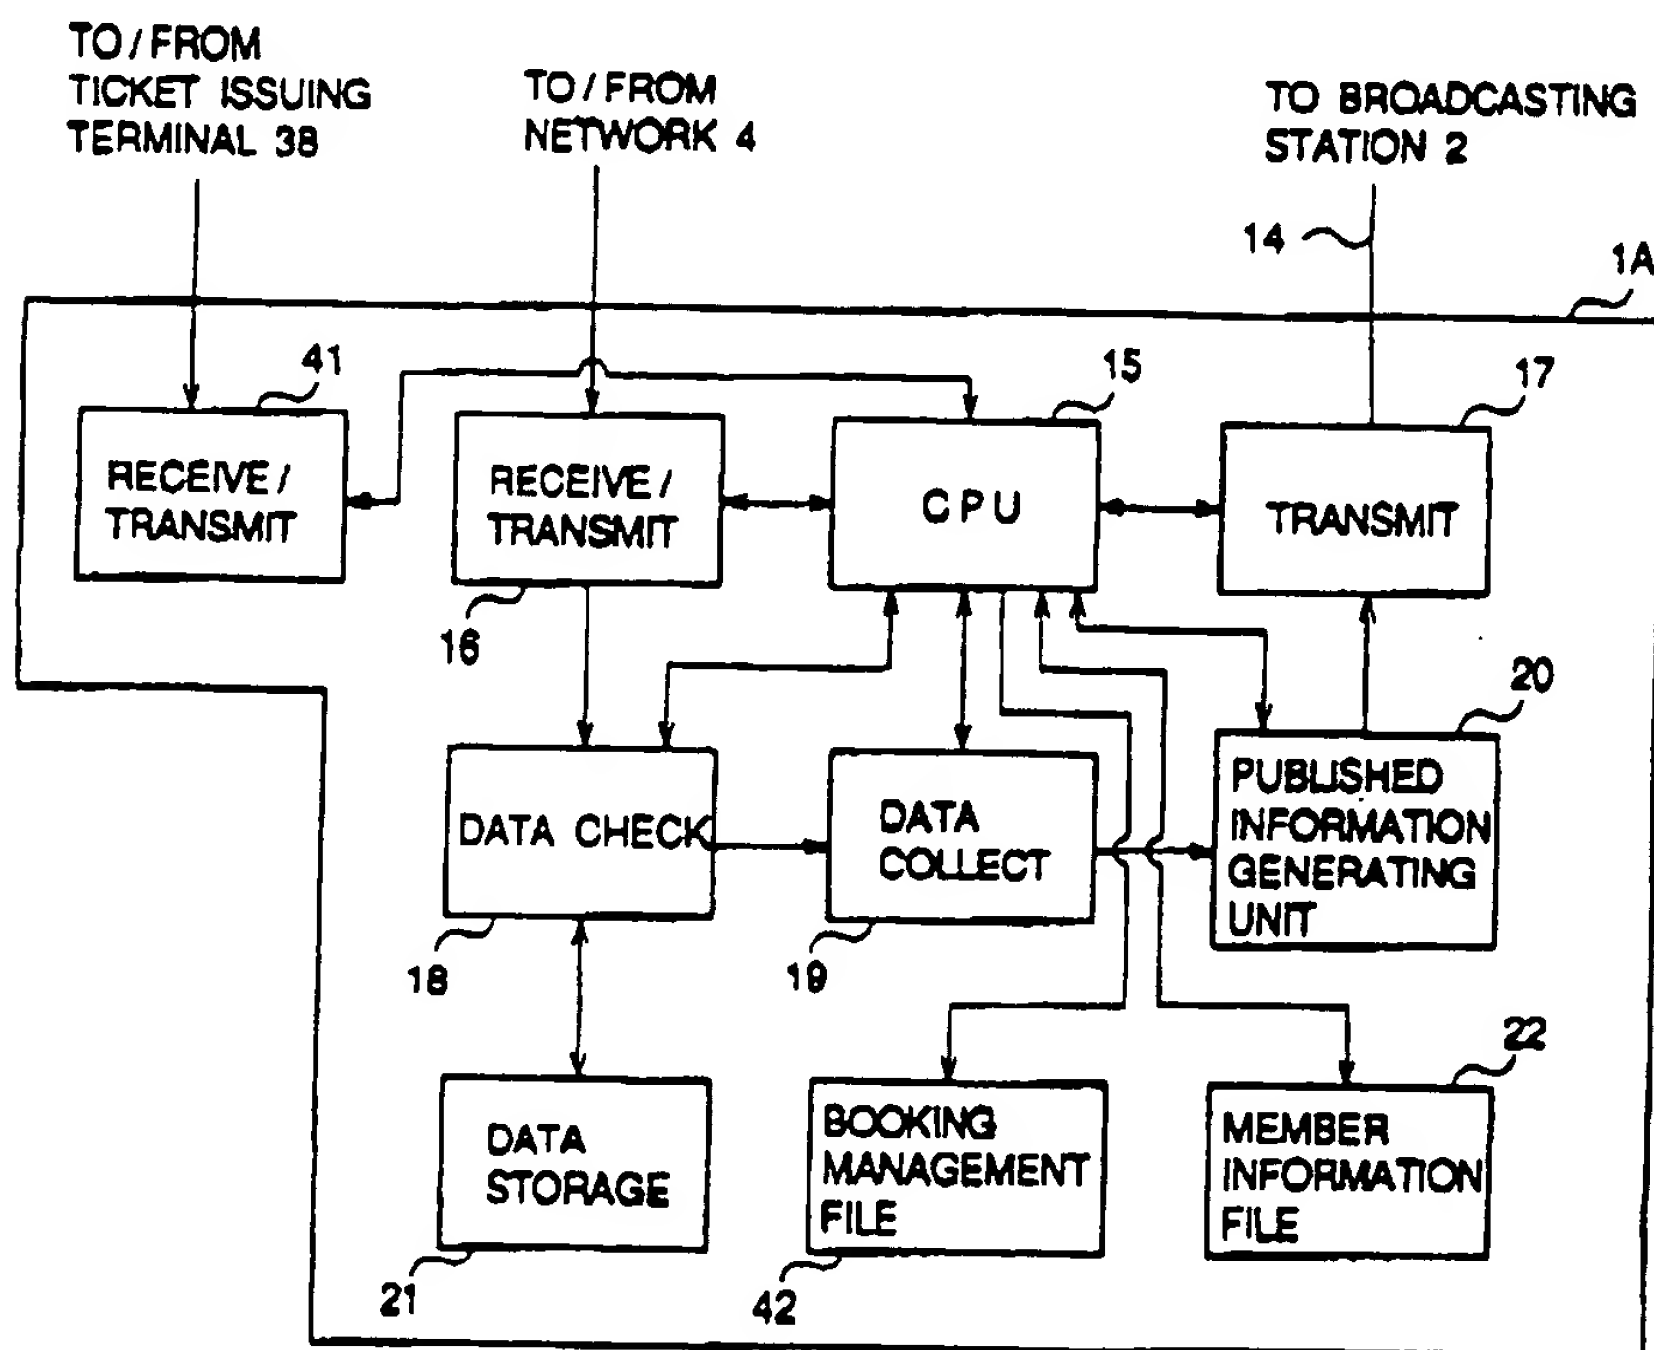 TO/FROM
TICKET ISSUING
TERMINAL 38
TO/FROM
NETWORK 4
TO BROADCASTING
STATION 2
14
1A
41
15
17
RECEIVE/
TRANSMIT
RECEIVE/
TRANSMIT
CPU
TRANSMIT
16
20
DATA CHECK
DATA
COLLECT
PUBLISHED
INFORMATION
GENERATING
UNIT
18
19
22
DATA
STORAGE
BOOKING
MANAGEMENT
FILE
MEMBER
INFORMATION
FILE
21
42